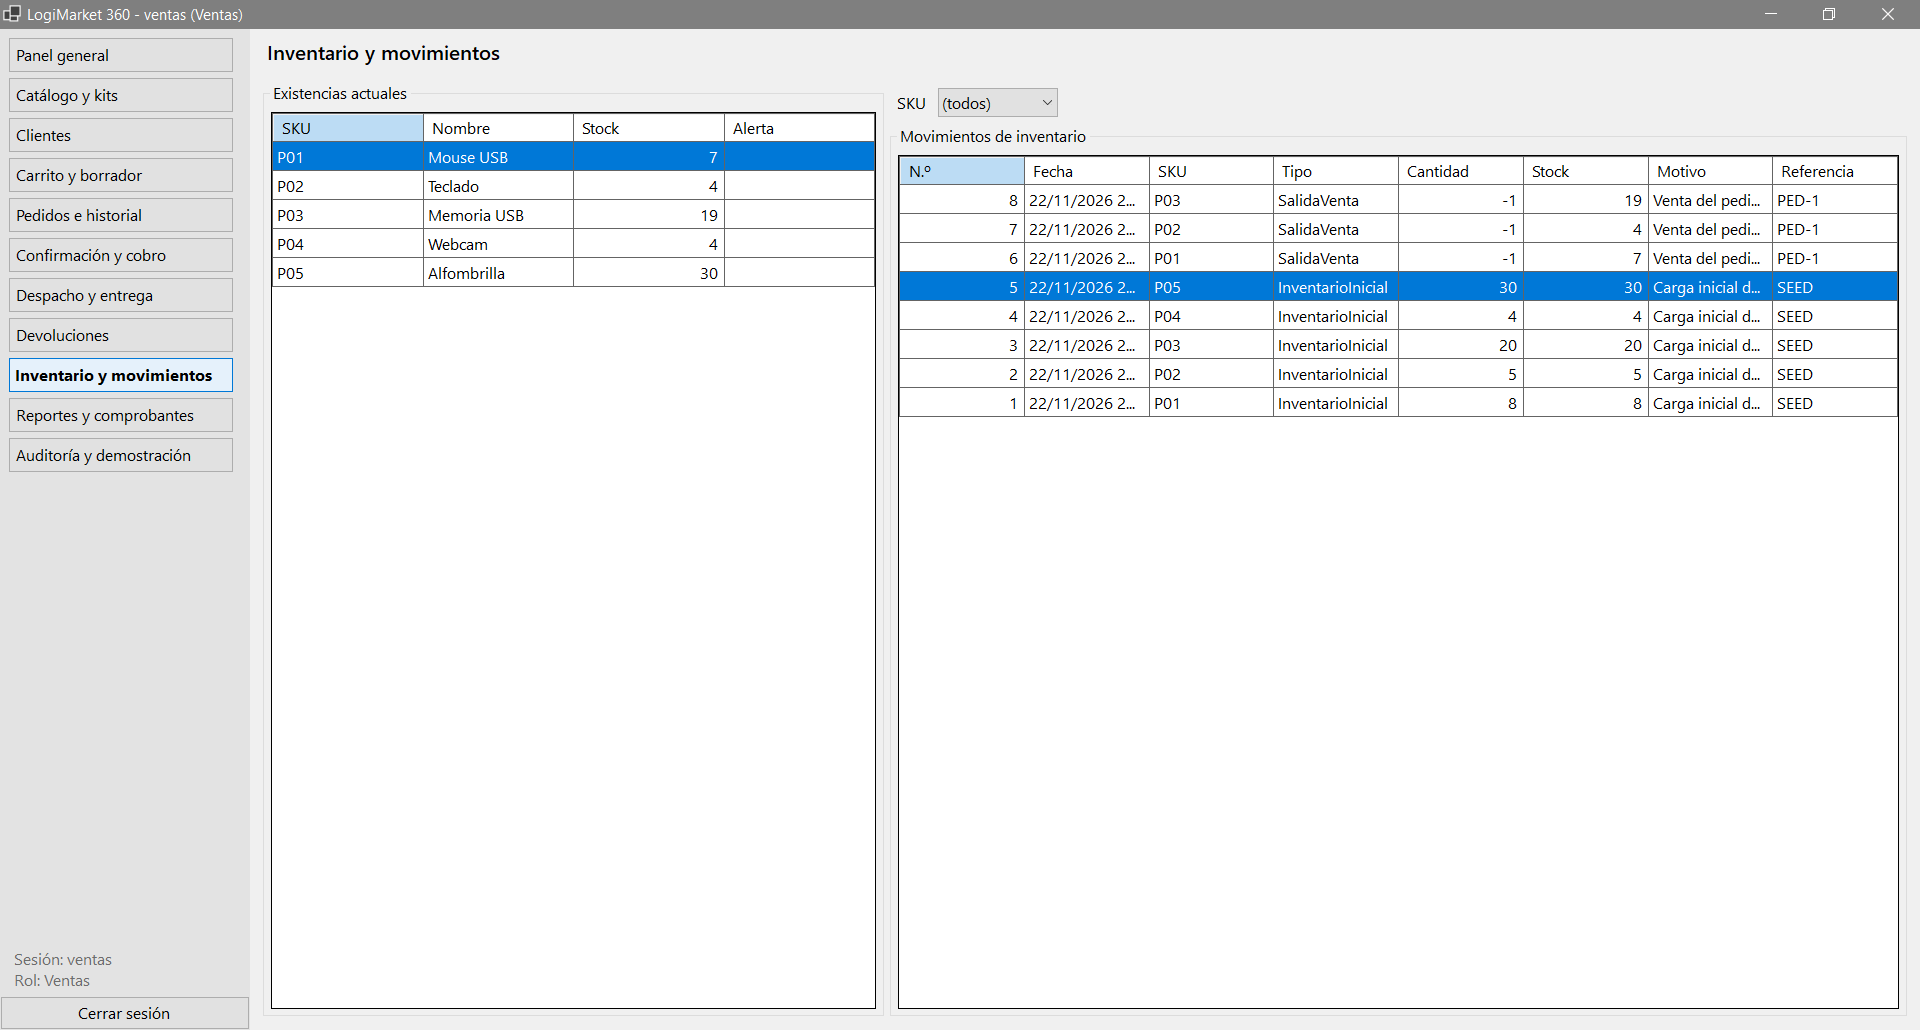 LogiMarket 360 - ventas (Ventas)
Panel general
Catálogo y kits
Clientes
Carrito y borrador
Pedidos e historial
Confirmación y cobro
Despacho y entrega
Devoluciones
Inventario y movimientos
Reportes y comprobantes
Auditoría y demostración
Sesión: ventas
Rol: Ventas
Cerrar sesión
Inventario y movimientos
Existencias actuales
SKU Nombre Stock Alerta
P01 Mouse USB 7
P02 Teclado 4
P03 Memoria USB 19
P04 Webcam 4
P05 Alfombrilla 30
SKU (todos)
Movimientos de inventario
N.º Fecha SKU Tipo Cantidad Stock Motivo Referencia
8 22/11/2026 2... P03 SalidaVenta -1 19 Venta del pedi... PED-1
7 22/11/2026 2... P02 SalidaVenta -1 4 Venta del pedi... PED-1
6 22/11/2026 2... P01 SalidaVenta -1 7 Venta del pedi... PED-1
5 22/11/2026 2... P05 InventarioInicial 30 30 Carga inicial d... SEED
4 22/11/2026 2... P04 InventarioInicial 4 4 Carga inicial d... SEED
3 22/11/2026 2... P03 InventarioInicial 20 20 Carga inicial d... SEED
2 22/11/2026 2... P02 InventarioInicial 5 5 Carga inicial d... SEED
1 22/11/2026 2... P01 InventarioInicial 8 8 Carga inicial d... SEED